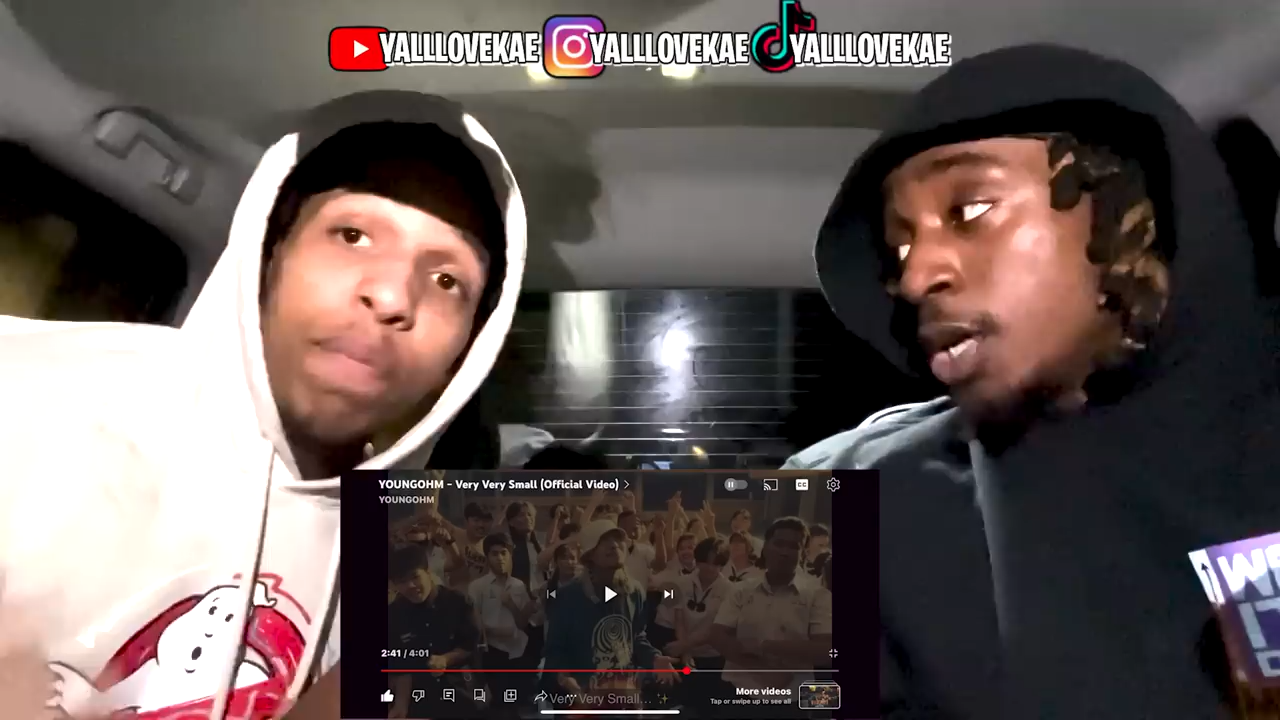 YALLLOVEKAE YALLLOVEKAE YALLLOVEKAE
YOUNGOHM - Very Very Small (Official Video)
YOUNGOHM
CC
2:41 / 4:01
More videos
Tap or swipe up to see all
Very Very Small...